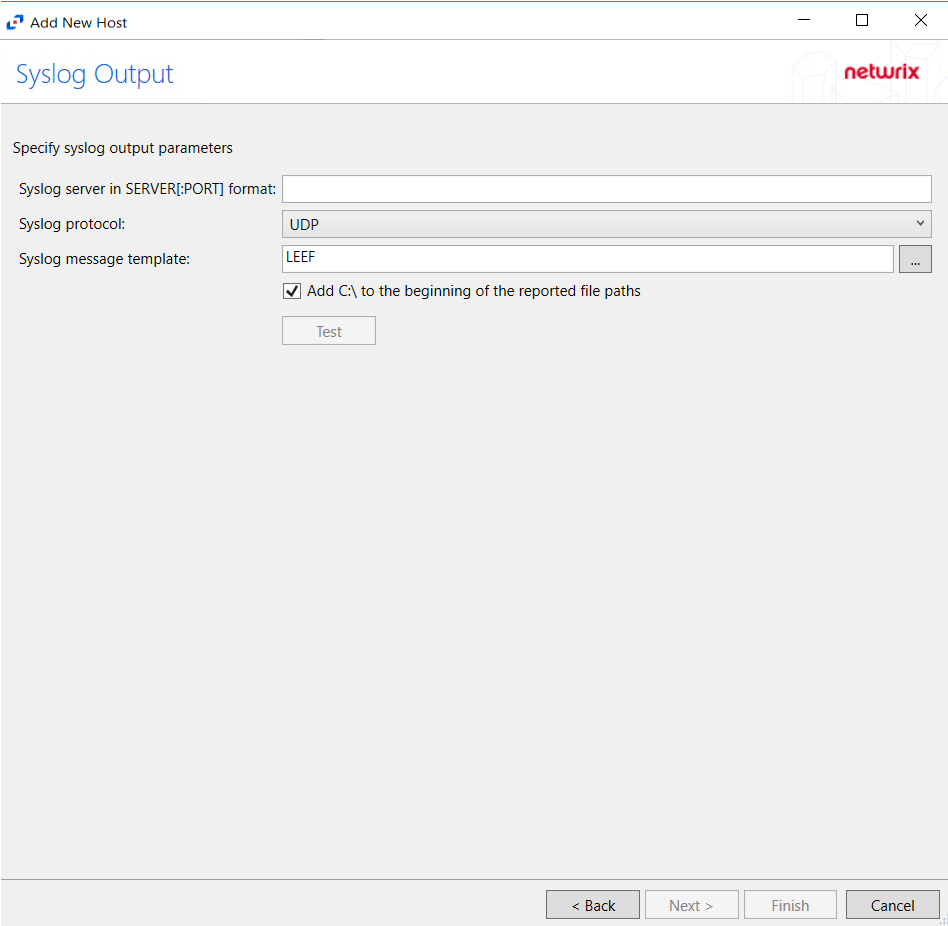 Add New Host
Syslog Output
netwrix
Specify syslog output parameters
Syslog server in SERVER[:PORT] format:
Syslog protocol: UDP
Syslog message template: LEEF ...
Add C:\ to the beginning of the reported file paths
Test
< Back Next > Finish Cancel